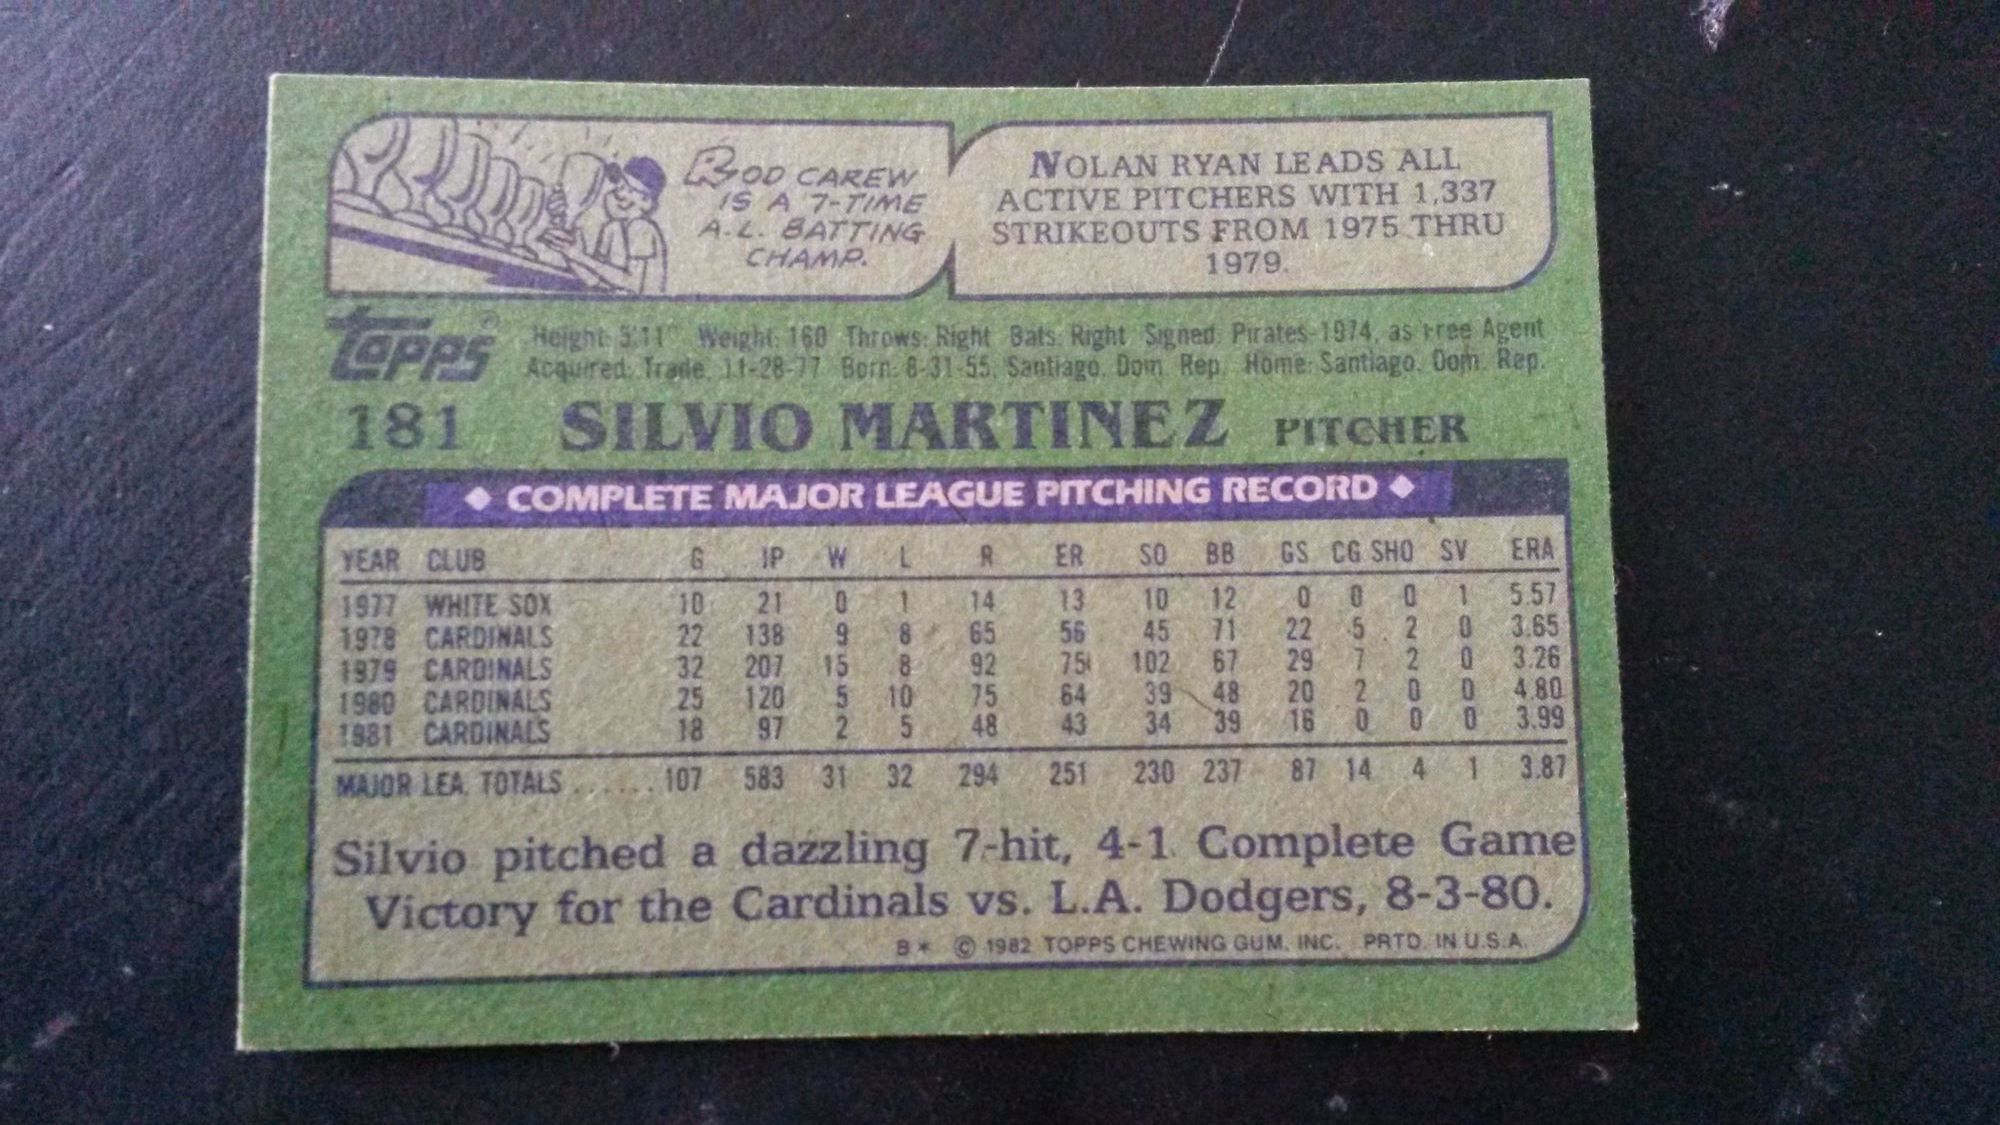 ROD CAREW
IS A 7-TIME
A.L. BATTING
CHAMP.
NOLAN RYAN LEADS ALL
ACTIVE PITCHERS WITH 1,337
STRIKEOUTS FROM 1975 THRU
1979.
TOPPS®
Height: 5'11" Weight: 160 Throws: Right Bats: Right Signed: Pirates-1974, as Free Agent
Acquired: Trade, 11-28-77 Born: 8-31-55, Santiago, Dom. Rep. Home: Santiago, Dom. Rep.
181 SILVIO MARTINEZ PITCHER
◆ COMPLETE MAJOR LEAGUE PITCHING RECORD ◆
YEAR CLUB G IP W L R ER SO BB GS CG SHO SV ERA
1977 WHITE SOX 10 21 0 1 14 13 10 12 0 0 0 1 5.57
1978 CARDINALS 22 138 9 8 65 56 45 71 22 5 2 0 3.65
1979 CARDINALS 32 207 15 8 92 75 102 67 29 7 2 0 3.26
1980 CARDINALS 25 120 5 10 75 64 39 48 20 2 0 0 4.80
1981 CARDINALS 18 97 2 5 48 43 34 39 16 0 0 0 3.99
MAJOR LEA. TOTALS ...... 107 583 31 32 294 251 230 237 87 14 4 1 3.87
Silvio pitched a dazzling 7-hit, 4-1 Complete Game
Victory for the Cardinals vs. L.A. Dodgers, 8-3-80.
B* © 1982 TOPPS CHEWING GUM, INC. PRTD. IN U.S.A.